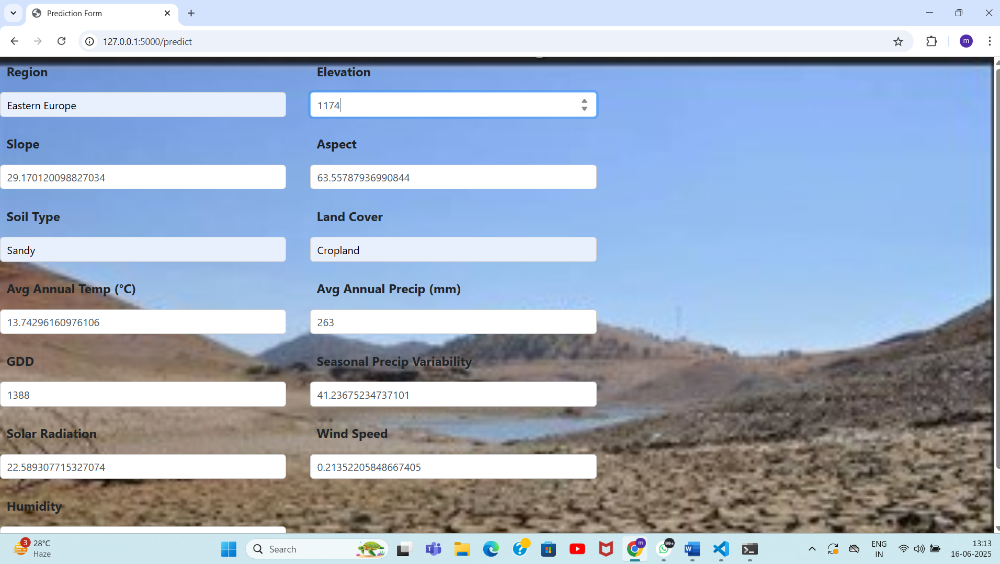 Prediction Form
127.0.0.1:5000/predict
m
Region Elevation
Eastern Europe 1174
Slope Aspect
29.170120098827034 63.55787936990844
Soil Type Land Cover
Sandy Cropland
Avg Annual Temp (°C) Avg Annual Precip (mm)
13.74296160976106 263
GDD Seasonal Precip Variability
1388 41.23675234737101
Solar Radiation Wind Speed
22.589307715327074 0.21352205848667405
Humidity
3 28°C
Haze
Search
m
99+
ENG
IN
13:13
16-06-2025